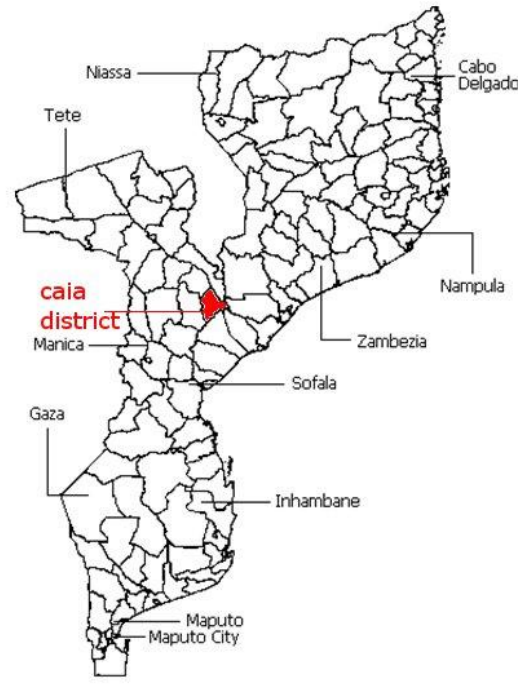 Niassa
Cabo
Delgado
Tete
Nampula
caia
district
Manica
Zambezia
Sofala
Gaza
Inhambane
Maputo
Maputo City